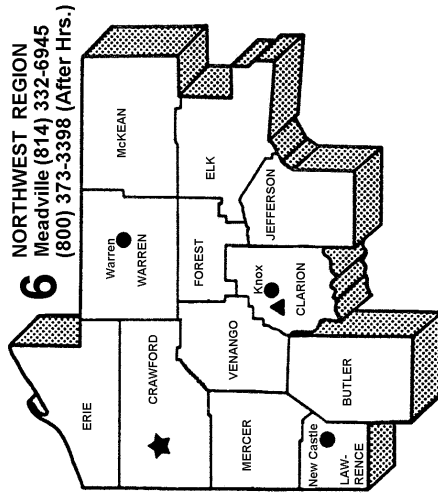 6
NORTHWEST REGION
Meadville (814) 332-6945
(800) 373-3398 (After Hrs.)
ERIE
Warren
WARREN
McKEAN
CRAWFORD
FOREST
ELK
VENANGO
JEFFERSON
Knox
CLARION
MERCER
BUTLER
New Castle
LAW-
RENCE